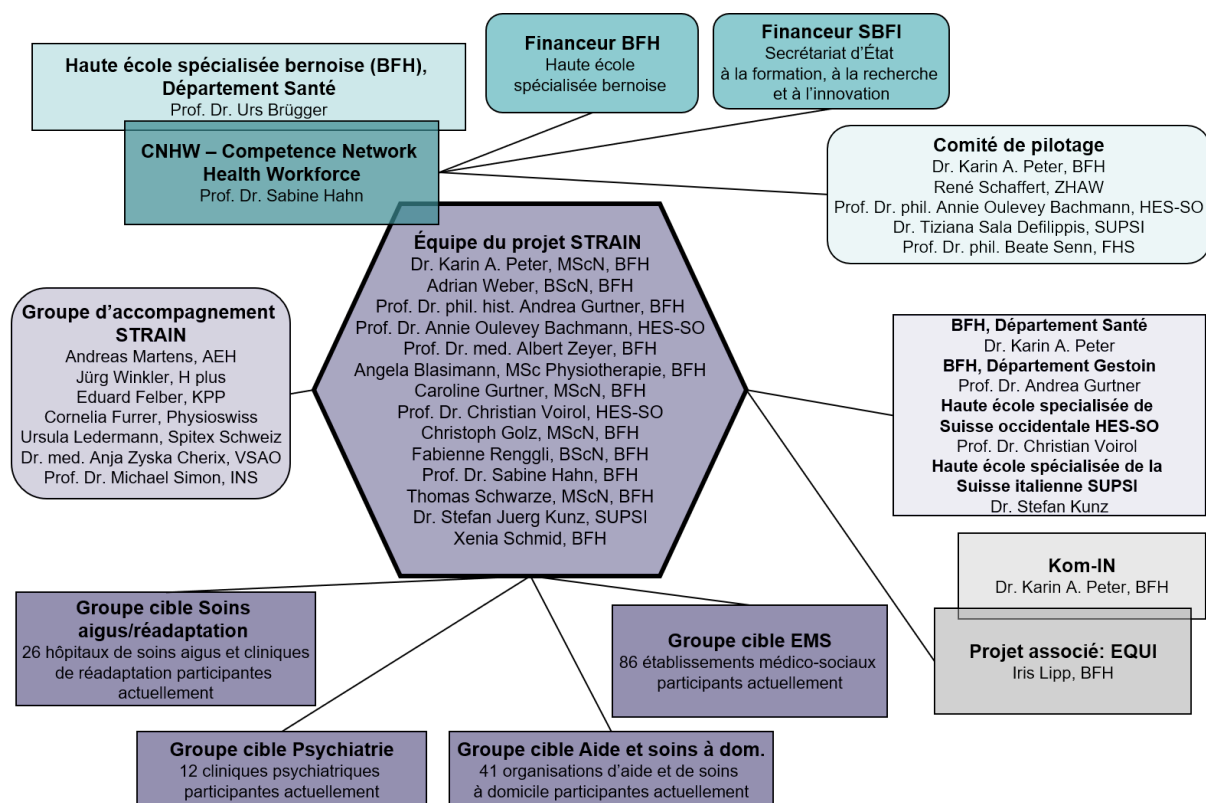 Haute école spécialisée bernoise (BFH),
Département Santé
Prof. Dr. Urs Brügger
CNHW – Competence Network
Health Workforce
Prof. Dr. Sabine Hahn
Financeur BFH
Haute école
spécialisée bernoise
Financeur SBFI
Secrétariat d’État
à la formation, à la recherche
et à l’innovation
Comité de pilotage
Dr. Karin A. Peter, BFH
René Schaffert, ZHAW
Prof. Dr. phil. Annie Oulevey Bachmann, HES-SO
Dr. Tiziana Sala Defilippis, SUPSI
Prof. Dr. phil. Beate Senn, FHS
Équipe du projet STRAIN
Dr. Karin A. Peter, MScN, BFH
Adrian Weber, BScN, BFH
Prof. Dr. phil. hist. Andrea Gurtner, BFH
Prof. Dr. Annie Oulevey Bachmann, HES-SO
Prof. Dr. med. Albert Zeyer, BFH
Angela Blasimann, MSc Physiotherapie, BFH
Caroline Gurtner, MScN, BFH
Prof. Dr. Christian Voirol, HES-SO
Christoph Golz, MScN, BFH
Fabienne Renggli, BScN, BFH
Prof. Dr. Sabine Hahn, BFH
Thomas Schwarze, MScN, BFH
Dr. Stefan Juerg Kunz, SUPSI
Xenia Schmid, BFH
Groupe d’accompagnement
STRAIN
Andreas Martens, AEH
Jürg Winkler, H plus
Eduard Felber, KPP
Cornelia Furrer, Physioswiss
Ursula Ledermann, Spitex Schweiz
Dr. med. Anja Zyska Cherix, VSAO
Prof. Dr. Michael Simon, INS
BFH, Département Santé
Dr. Karin A. Peter
BFH, Département Gestoin
Prof. Dr. Andrea Gurtner
Haute école specialisée de
Suisse occidentale HES-SO
Prof. Dr. Christian Voirol
Haute école spécialisée de la
Suisse italienne SUPSI
Dr. Stefan Kunz
Kom-IN
Dr. Karin A. Peter, BFH
Projet associé: EQUI
Iris Lipp, BFH
Groupe cible Soins
aigus/réadaptation
26 hôpitaux de soins aigus et cliniques
de réadaptation participantes
actuellement
Groupe cible EMS
86 établissements médico-sociaux
participants actuellement
Groupe cible Psychiatrie
12 cliniques psychiatriques
participantes actuellement
Groupe cible Aide et soins à dom.
41 organisations d’aide et de soins
à domicile participantes actuellement